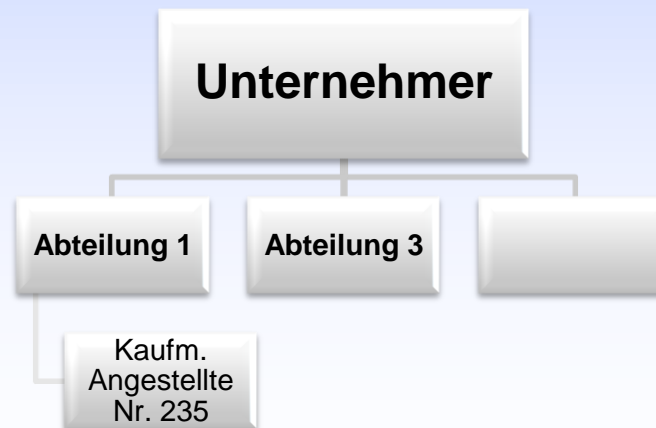 Unternehmer
Abteilung 1
Abteilung 3
Kaufm.
Angestellte
Nr. 235